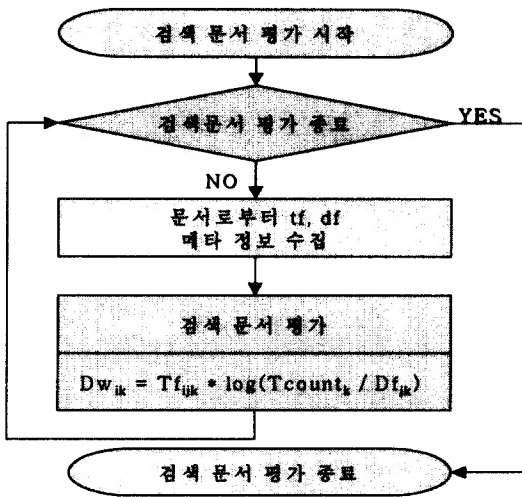 검색 문서 평가 시작
검색문서 평가 종료
YES
NO
문서로부터 tf, df
메타 정보 수집
검색 문서 평가
Dw_ik = Tf_ijk * log(Tcount_k / Df_jk)
검색 문서 평가 종료